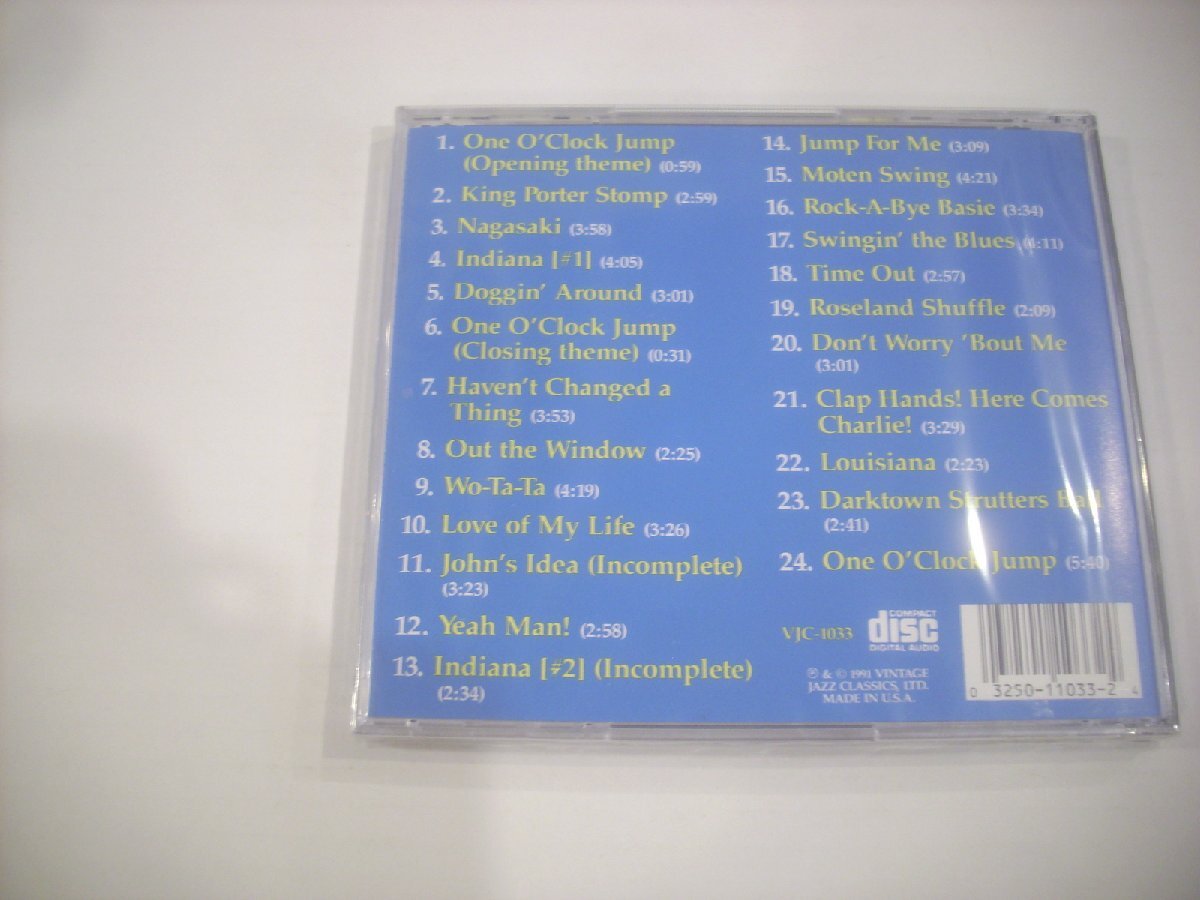 1. One O'Clock Jump
(Opening theme) (0:59)
2. King Porter Stomp (2:59)
3. Nagasaki (3:58)
4. Indiana [#1] (4:05)
5. Doggin' Around (3:01)
6. One O'Clock Jump
(Closing theme) (0:31)
7. Haven't Changed a
Thing (3:53)
8. Out the Window (2:25)
9. Wo-Ta-Ta (4:19)
10. Love of My Life (3:26)
11. John's Idea (Incomplete)
(3:23)
12. Yeah Man! (2:58)
13. Indiana [#2] (Incomplete)
(2:34)
14. Jump For Me (3:09)
15. Moten Swing (4:21)
16. Rock-A-Bye Basie (3:34)
17. Swingin' the Blues (4:11)
18. Time Out (2:57)
19. Roseland Shuffle (2:09)
20. Don't Worry 'Bout Me
(3:01)
21. Clap Hands! Here Comes
Charlie! (3:29)
22. Louisiana (2:23)
23. Darktown Strutters Ball
(2:41)
24. One O'Clock Jump (5:40)
VJC-1033
COMPACT
disc
DIGITAL AUDIO
℗ & © 1991 VINTAGE
JAZZ CLASSICS, LTD.
MADE IN U.S.A.
0 3250-11033-2 4